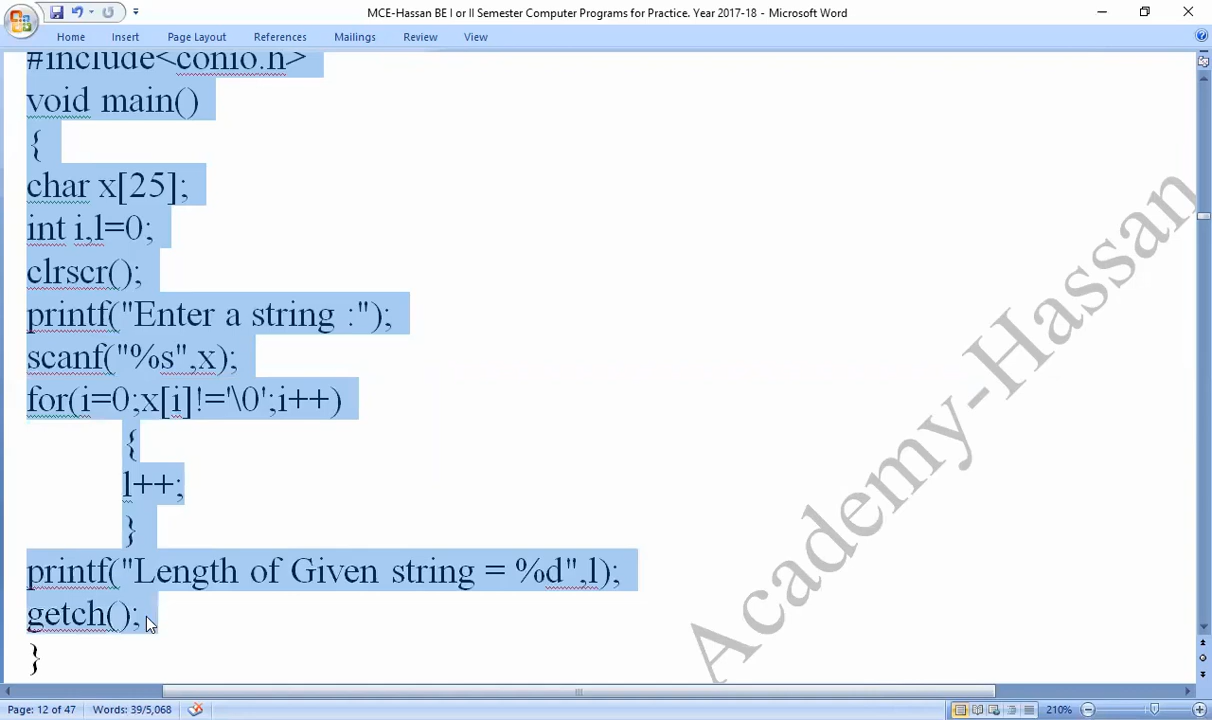 MCE-Hassan BE I or II Semester Computer Programs for Practice. Year 2017-18 - Microsoft Word
Home Insert Page Layout References Mailings Review View
#include<conio.h>
void main()
{
char x[25];
int i,l=0;
clrscr();
printf("Enter a string :");
scanf("%s",x);
for(i=0;x[i]!='\0';i++)
{
l++;
}
printf("Length of Given string = %d",l);
getch();
}
Academy-Hassan
Page: 12 of 47 Words: 39/5,068 210%